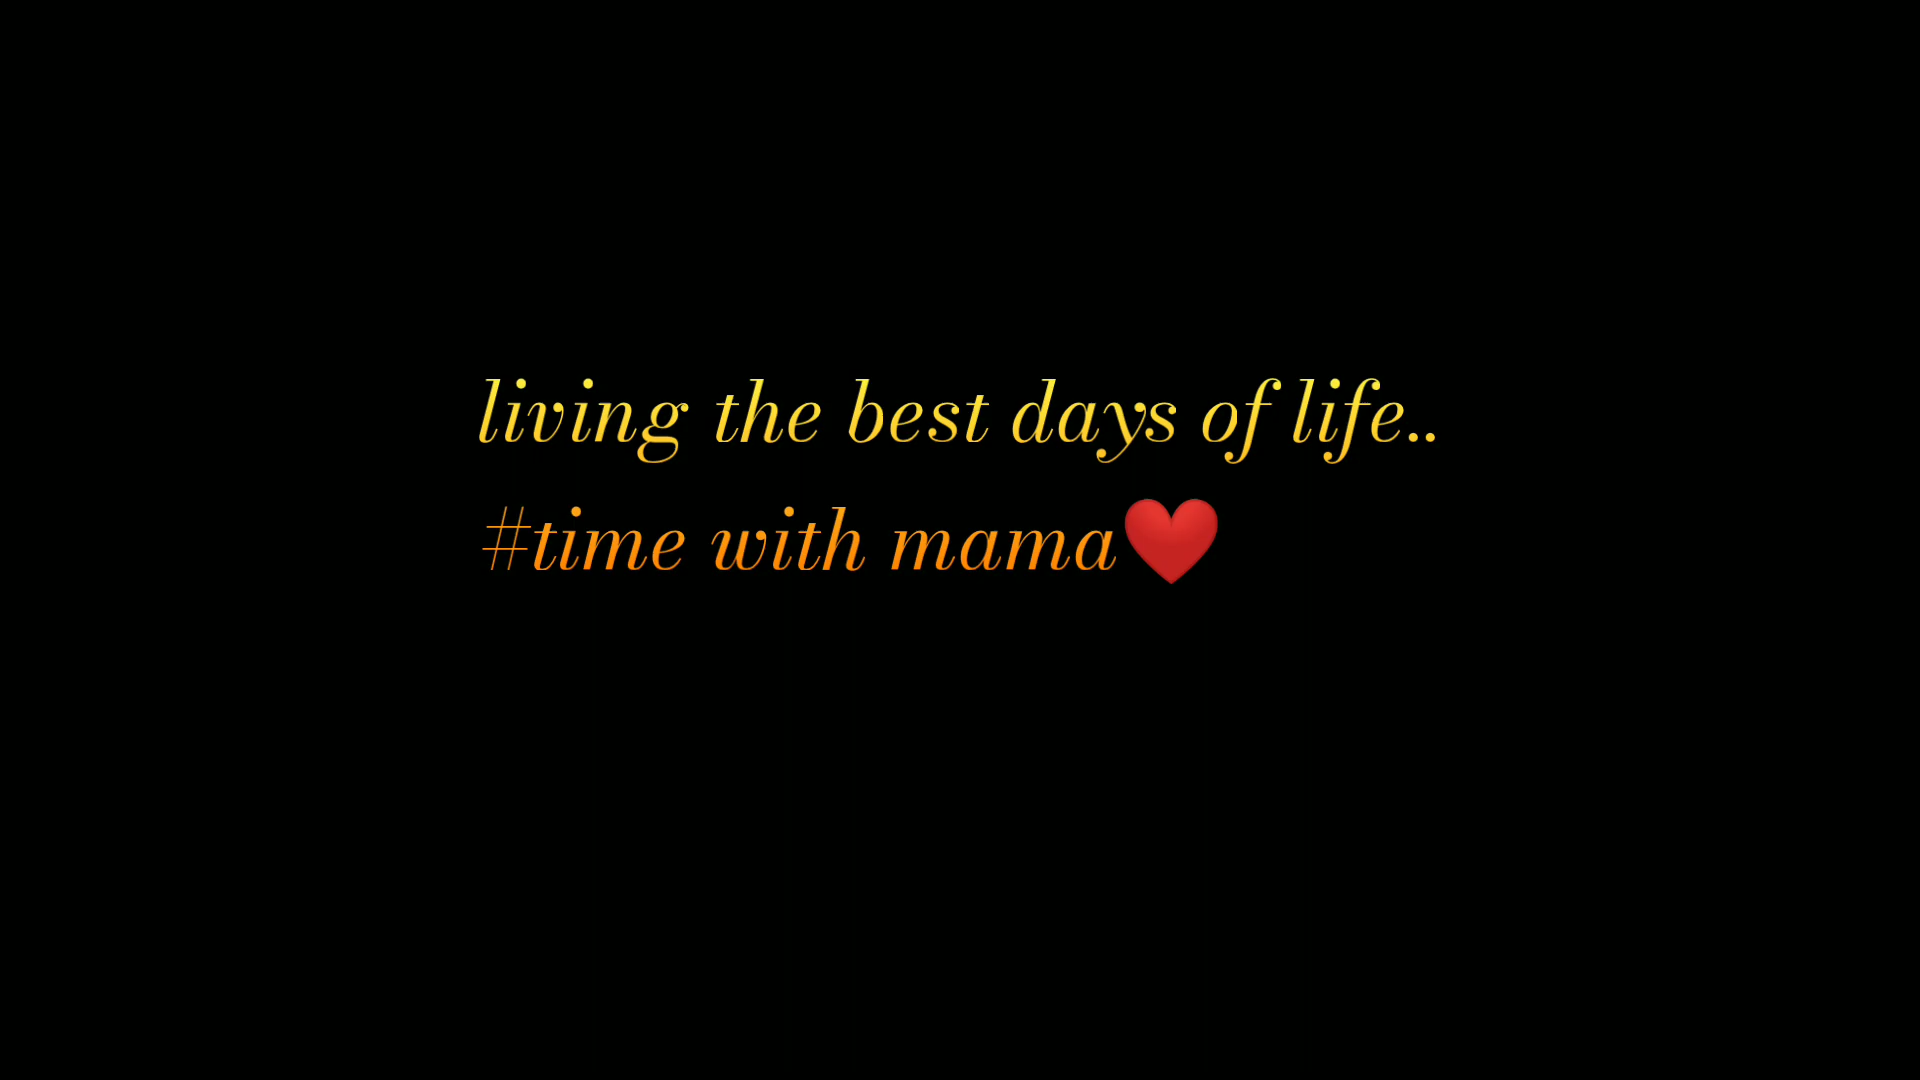 living the best days of life..
#time with mama❤️